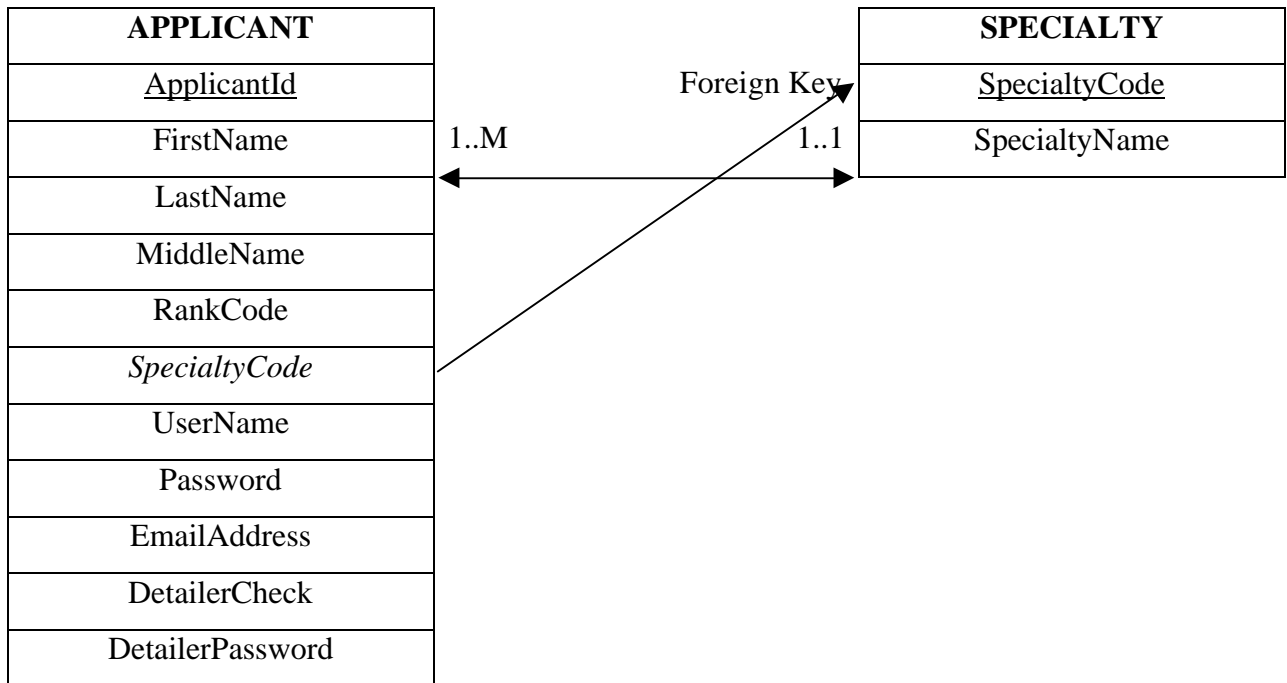 APPLICANT
ApplicantId
FirstName
LastName
MiddleName
RankCode
SpecialtyCode
UserName
Password
EmailAddress
DetailerCheck
DetailerPassword
Foreign Key
1..M
1..1
SPECIALTY
SpecialtyCode
SpecialtyName